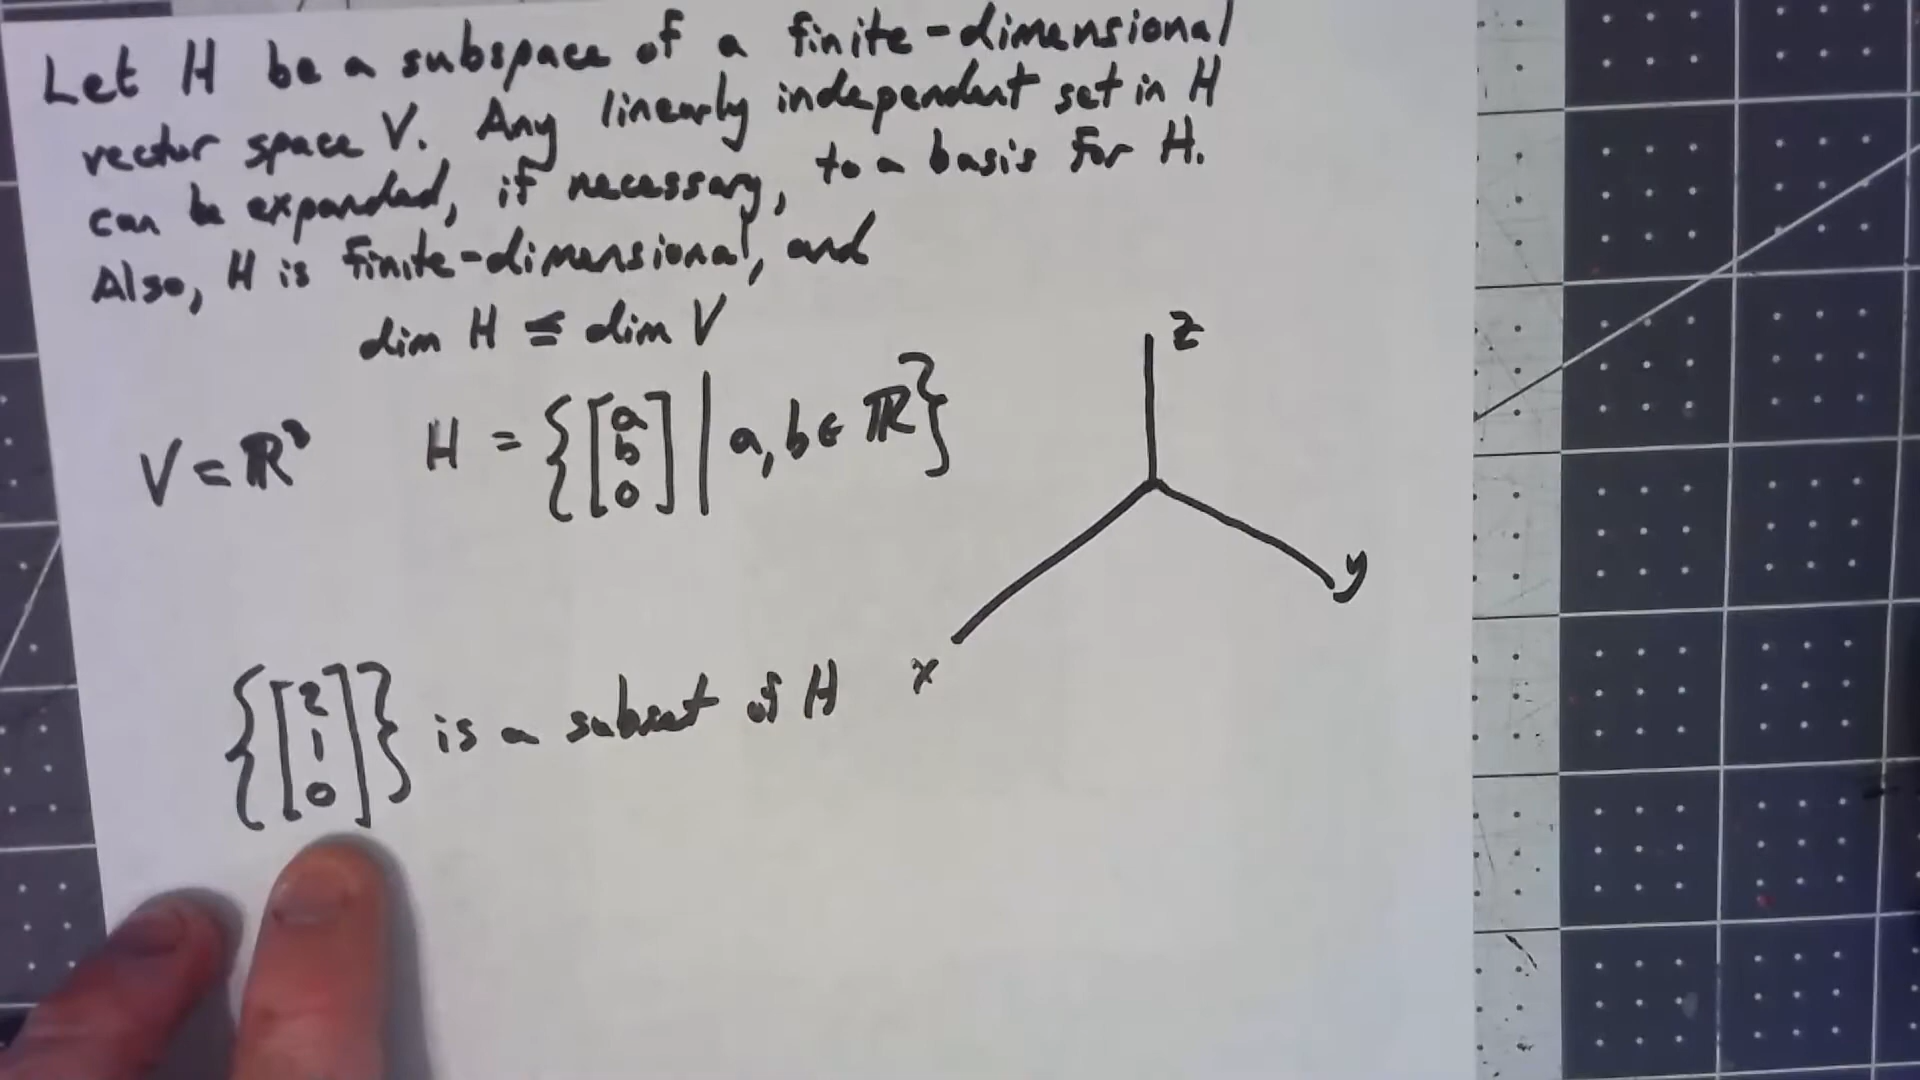 Let H be a subspace of a finite-dimensional
vector space V. Any linearly independent set in H
can be expanded, if necessary, to a basis for H.
Also, H is finite-dimensional, and
dim H ≤ dim V
V = ℝ³ H = {[a b 0] | a, b ∈ ℝ}
z
y
x
{[2 1 0]} is a subset of H